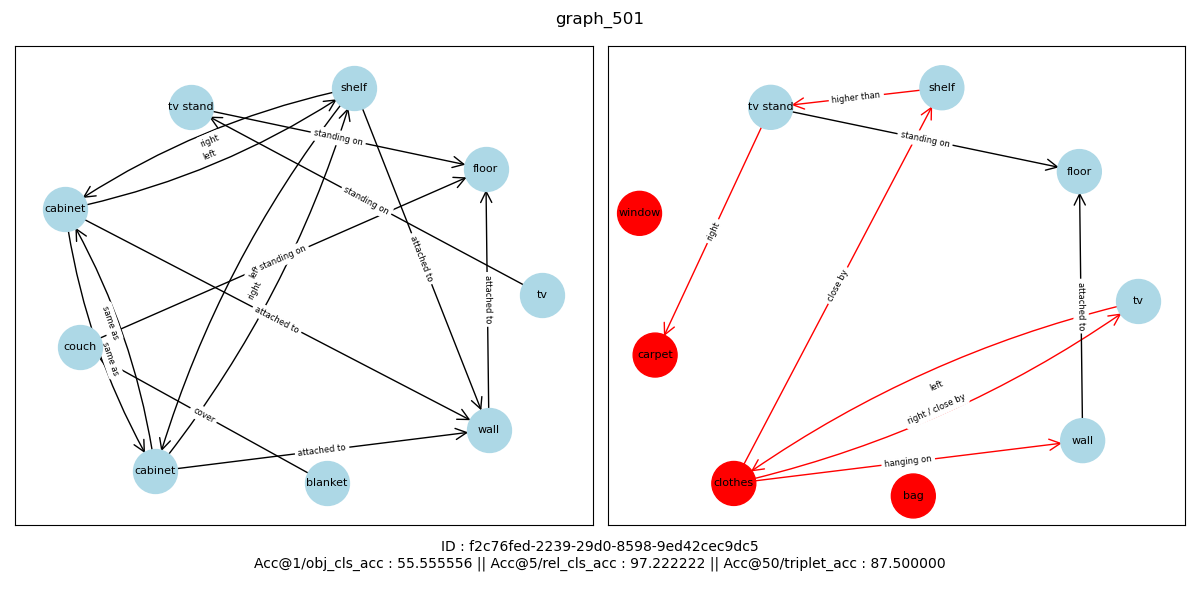 graph_501
shelf
tv stand
standing on
right
left
floor
cabinet
standing on
attached to
standing on
left
right
tv
attached to
attached to
same as
couch
same as
cover
wall
attached to
cabinet
blanket
shelf
higher than
tv stand
standing on
floor
window
right
close by
tv
attached to
carpet
left
right / close by
wall
hanging on
clothes
bag
ID : f2c76fed-2239-29d0-8598-9ed42cec9dc5
Acc@1/obj_cls_acc : 55.555556 || Acc@5/rel_cls_acc : 97.222222 || Acc@50/triplet_acc : 87.500000